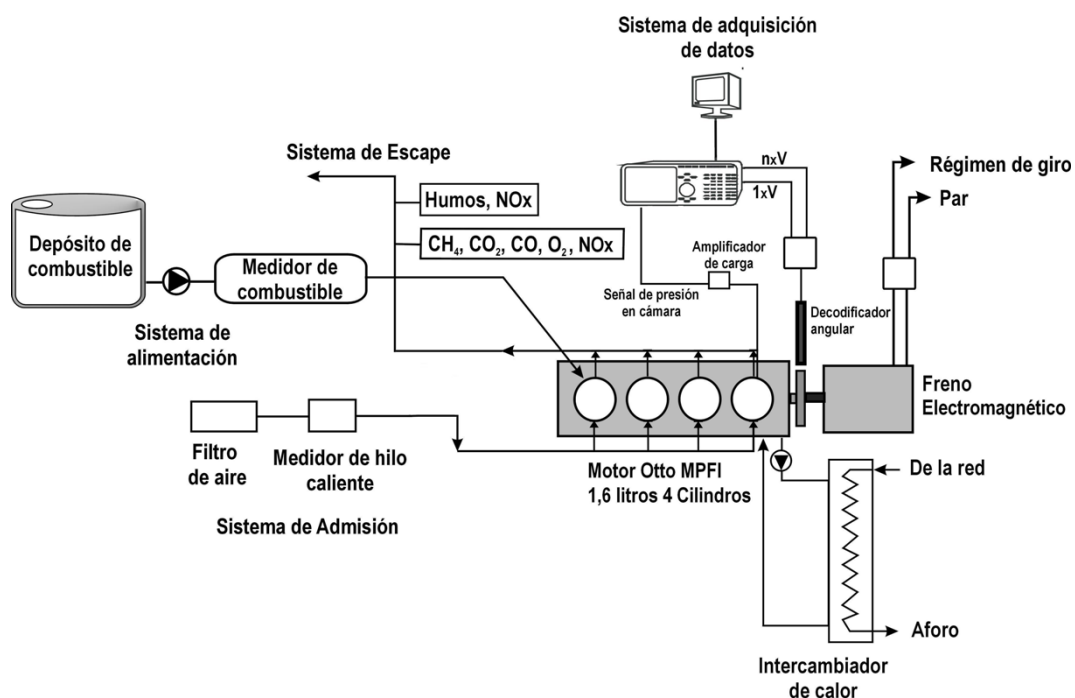 Sistema de adquisición
de datos
nxV
1xV
Sistema de Escape
Humos, NOx
CH₄, CO₂, CO, O₂, NOx
Régimen de giro
Par
Depósito de
combustible
Medidor de
combustible
Amplificador
de carga
Señal de presión
en cámara
Decodificador
angular
Sistema de
alimentación
Freno
Electromagnético
Filtro
de aire
Medidor de hilo
caliente
Motor Otto MPFI
1,6 litros 4 Cilindros
De la red
Sistema de Admisión
Aforo
Intercambiador
de calor